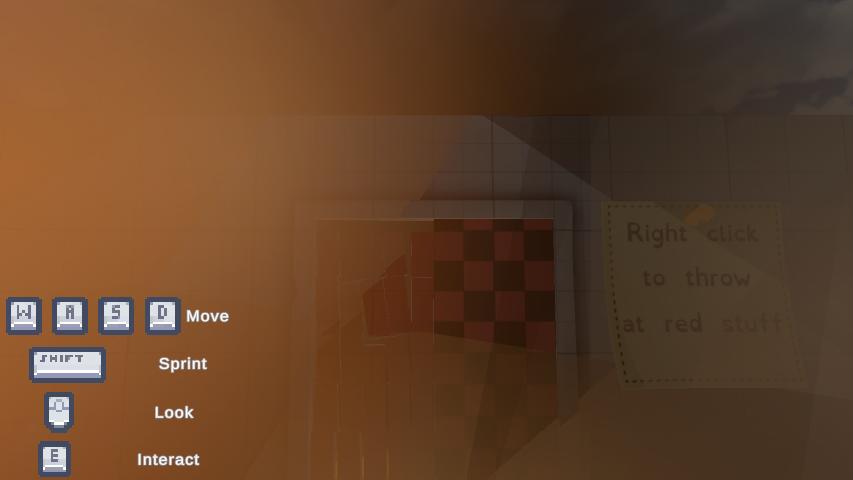 Right click
to throw
at red stuff
W A S D Move
SHIFT Sprint
Look
E Interact